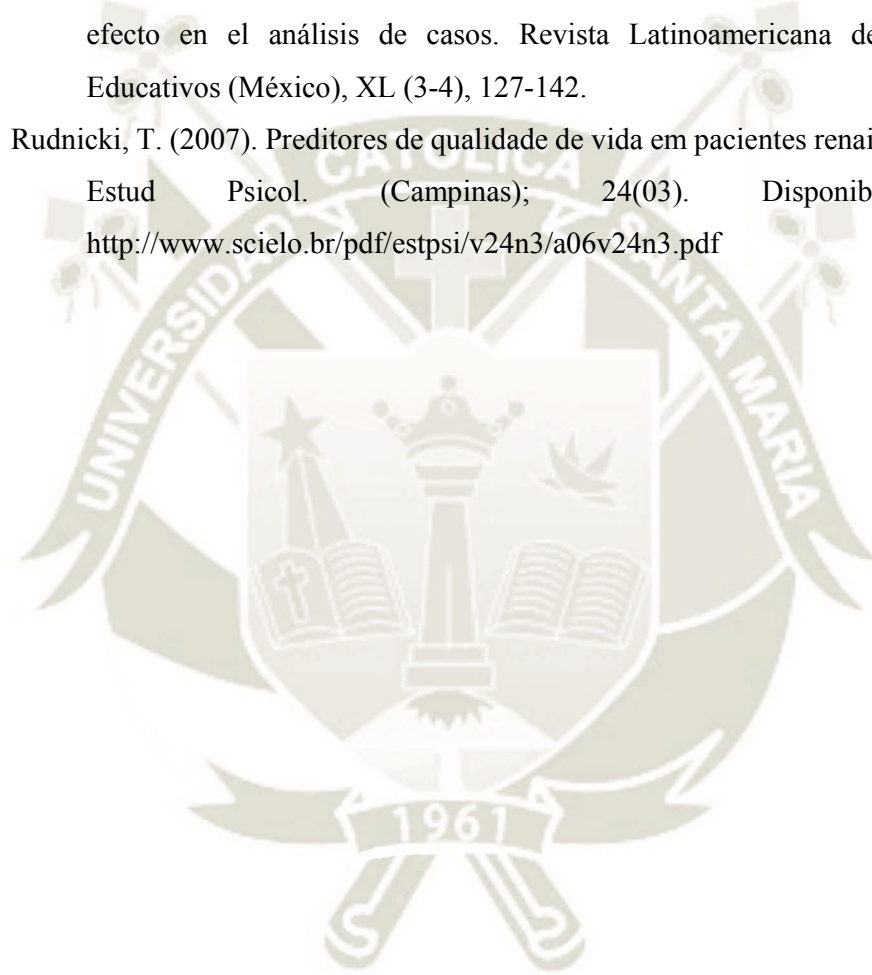 efecto en el análisis de casos. Revista Latinoamericana de
Educativos (México), XL (3-4), 127-142.
Rudnicki, T. (2007). Preditores de qualidade de vida em pacientes renai
Estud Psicol. (Campinas); 24(03). Disponib
http://www.scielo.br/pdf/estpsi/v24n3/a06v24n3.pdf
UNIVERSIDAD CATOLICA SANTA MARIA
1961